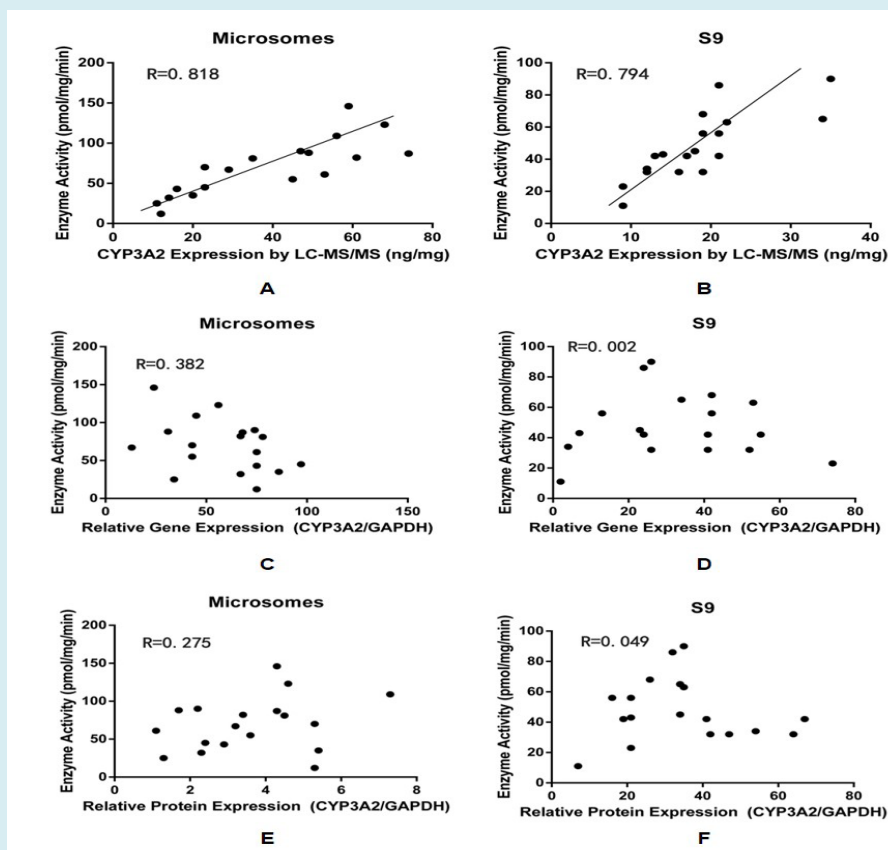 Microsomes
R=0. 818
Enzyme Activity (pmol/mg/min)
200
150
100
50
0
0 20 40 60 80
CYP3A2 Expression by LC-MS/MS (ng/mg)
A
S9
R=0. 794
Enzyme Activity (pmol/mg/min)
100
80
60
40
20
0
0 10 20 30 40
CYP3A2 Expression by LC-MS/MS (ng/mg)
B
Microsomes
R=0. 382
Enzyme Activity (pmol/mg/min)
200
150
100
50
0
0 50 100 150
Relative Gene Expression (CYP3A2/GAPDH)
C
S9
R=0. 002
Enzyme Activity (pmol/mg/min)
100
80
60
40
20
0
0 20 40 60 80
Relative Gene Expression (CYP3A2/GAPDH)
D
Microsomes
R=0. 275
Enzyme Activity (pmol/mg/min)
200
150
100
50
0
0 2 4 6 8
Relative Protein Expression (CYP3A2/GAPDH)
E
S9
R=0. 049
Enzyme Activity (pmol/mg/min)
100
80
60
40
20
0
0 20 40 60 80
Relative Protein Expression (CYP3A2/GAPDH)
F